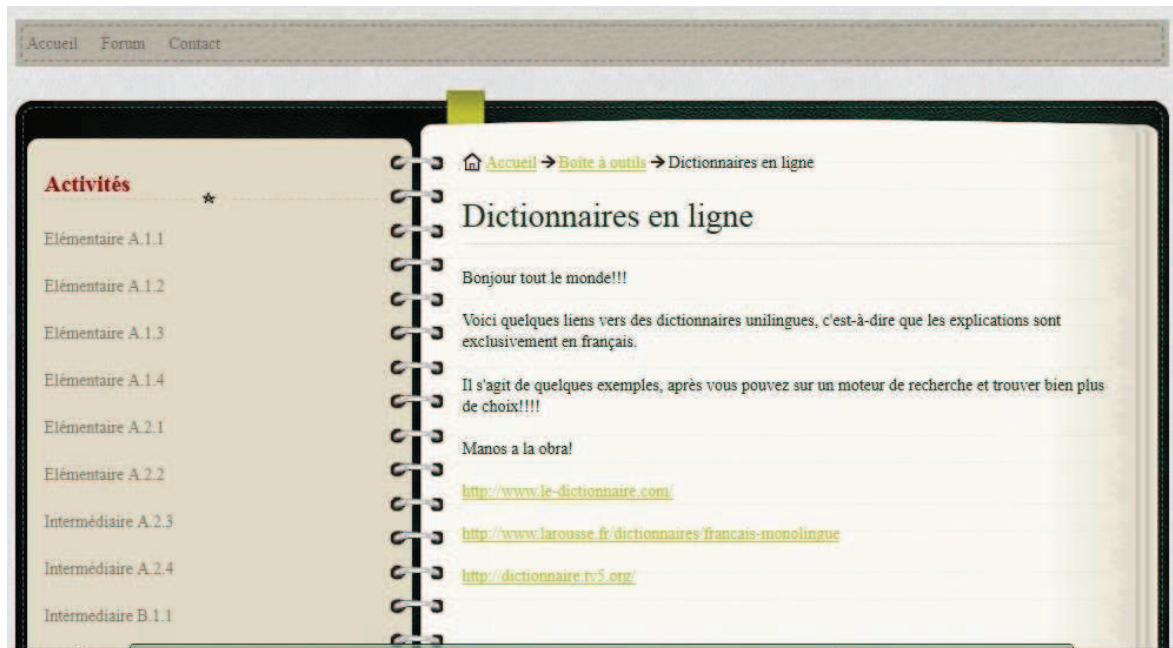 Accueil Forum Contact
Activités
Elémentaire A.1.1
Elémentaire A.1.2
Elémentaire A.1.3
Elémentaire A.1.4
Elémentaire A.2.1
Elémentaire A.2.2
Intermédiaire A.2.3
Intermédiaire A.2.4
Intérmediaire B.1.1
Accueil → Boîte à outils → Dictionnaires en ligne
Dictionnaires en ligne
Bonjour tout le monde!!!
Voici quelques liens vers des dictionnaires unilingues, c'est-à-dire que les explications sont
exclusivement en français.
Il s'agit de quelques exemples, après vous pouvez sur un moteur de recherche et trouver bien plus
de choix!!!!
Manos a la obra!
http://www.le-dictionnaire.com/
http://www.larousse.fr/dictionnaires/francais-monolingue
http://dictionnaire.tv5.org/